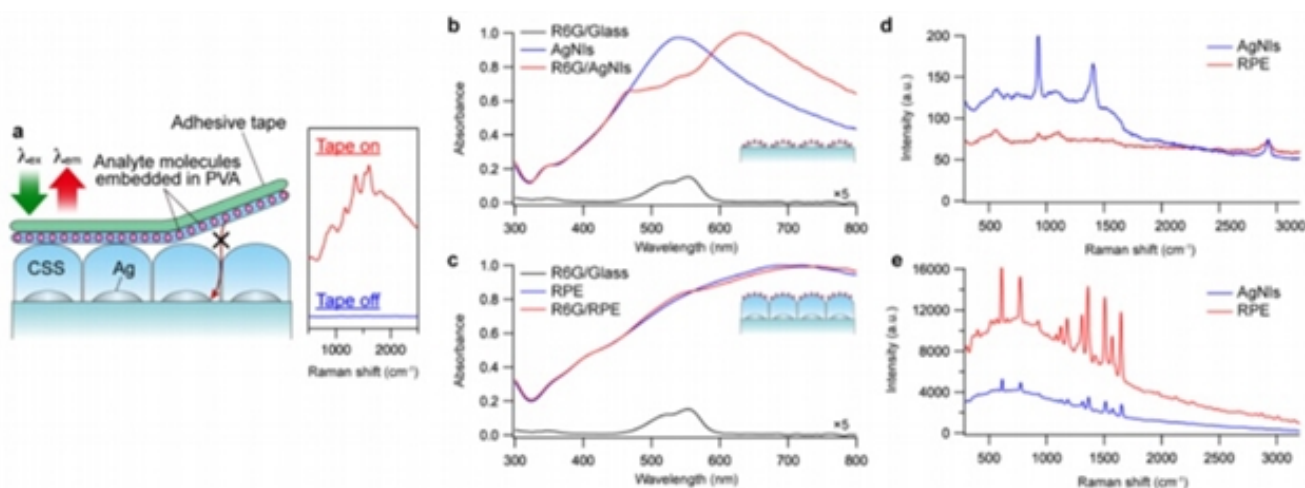 a
Adhesive tape
λex λem
Analyte molecules
embedded in PVA
CSS
Ag
Tape on
Tape off
1000 2000
Raman shift (cm⁻¹)
b
R6G/Glass
AgNIs
R6G/AgNIs
Absorbance
1.0
0.8
0.6
0.4
0.2
0.0
×5
300 400 500 600 700 800
Wavelength (nm)
c
R6G/Glass
RPE
R6G/RPE
Absorbance
1.0
0.8
0.6
0.4
0.2
0.0
×5
300 400 500 600 700 800
Wavelength (nm)
d
AgNIs
RPE
Intensity (a.u.)
200
150
100
50
0
500 1000 1500 2000 2500 3000
Raman shift (cm⁻¹)
e
AgNIs
RPE
Intensity (a.u.)
16000
12000
8000
4000
0
500 1000 1500 2000 2500 3000
Raman shift (cm⁻¹)